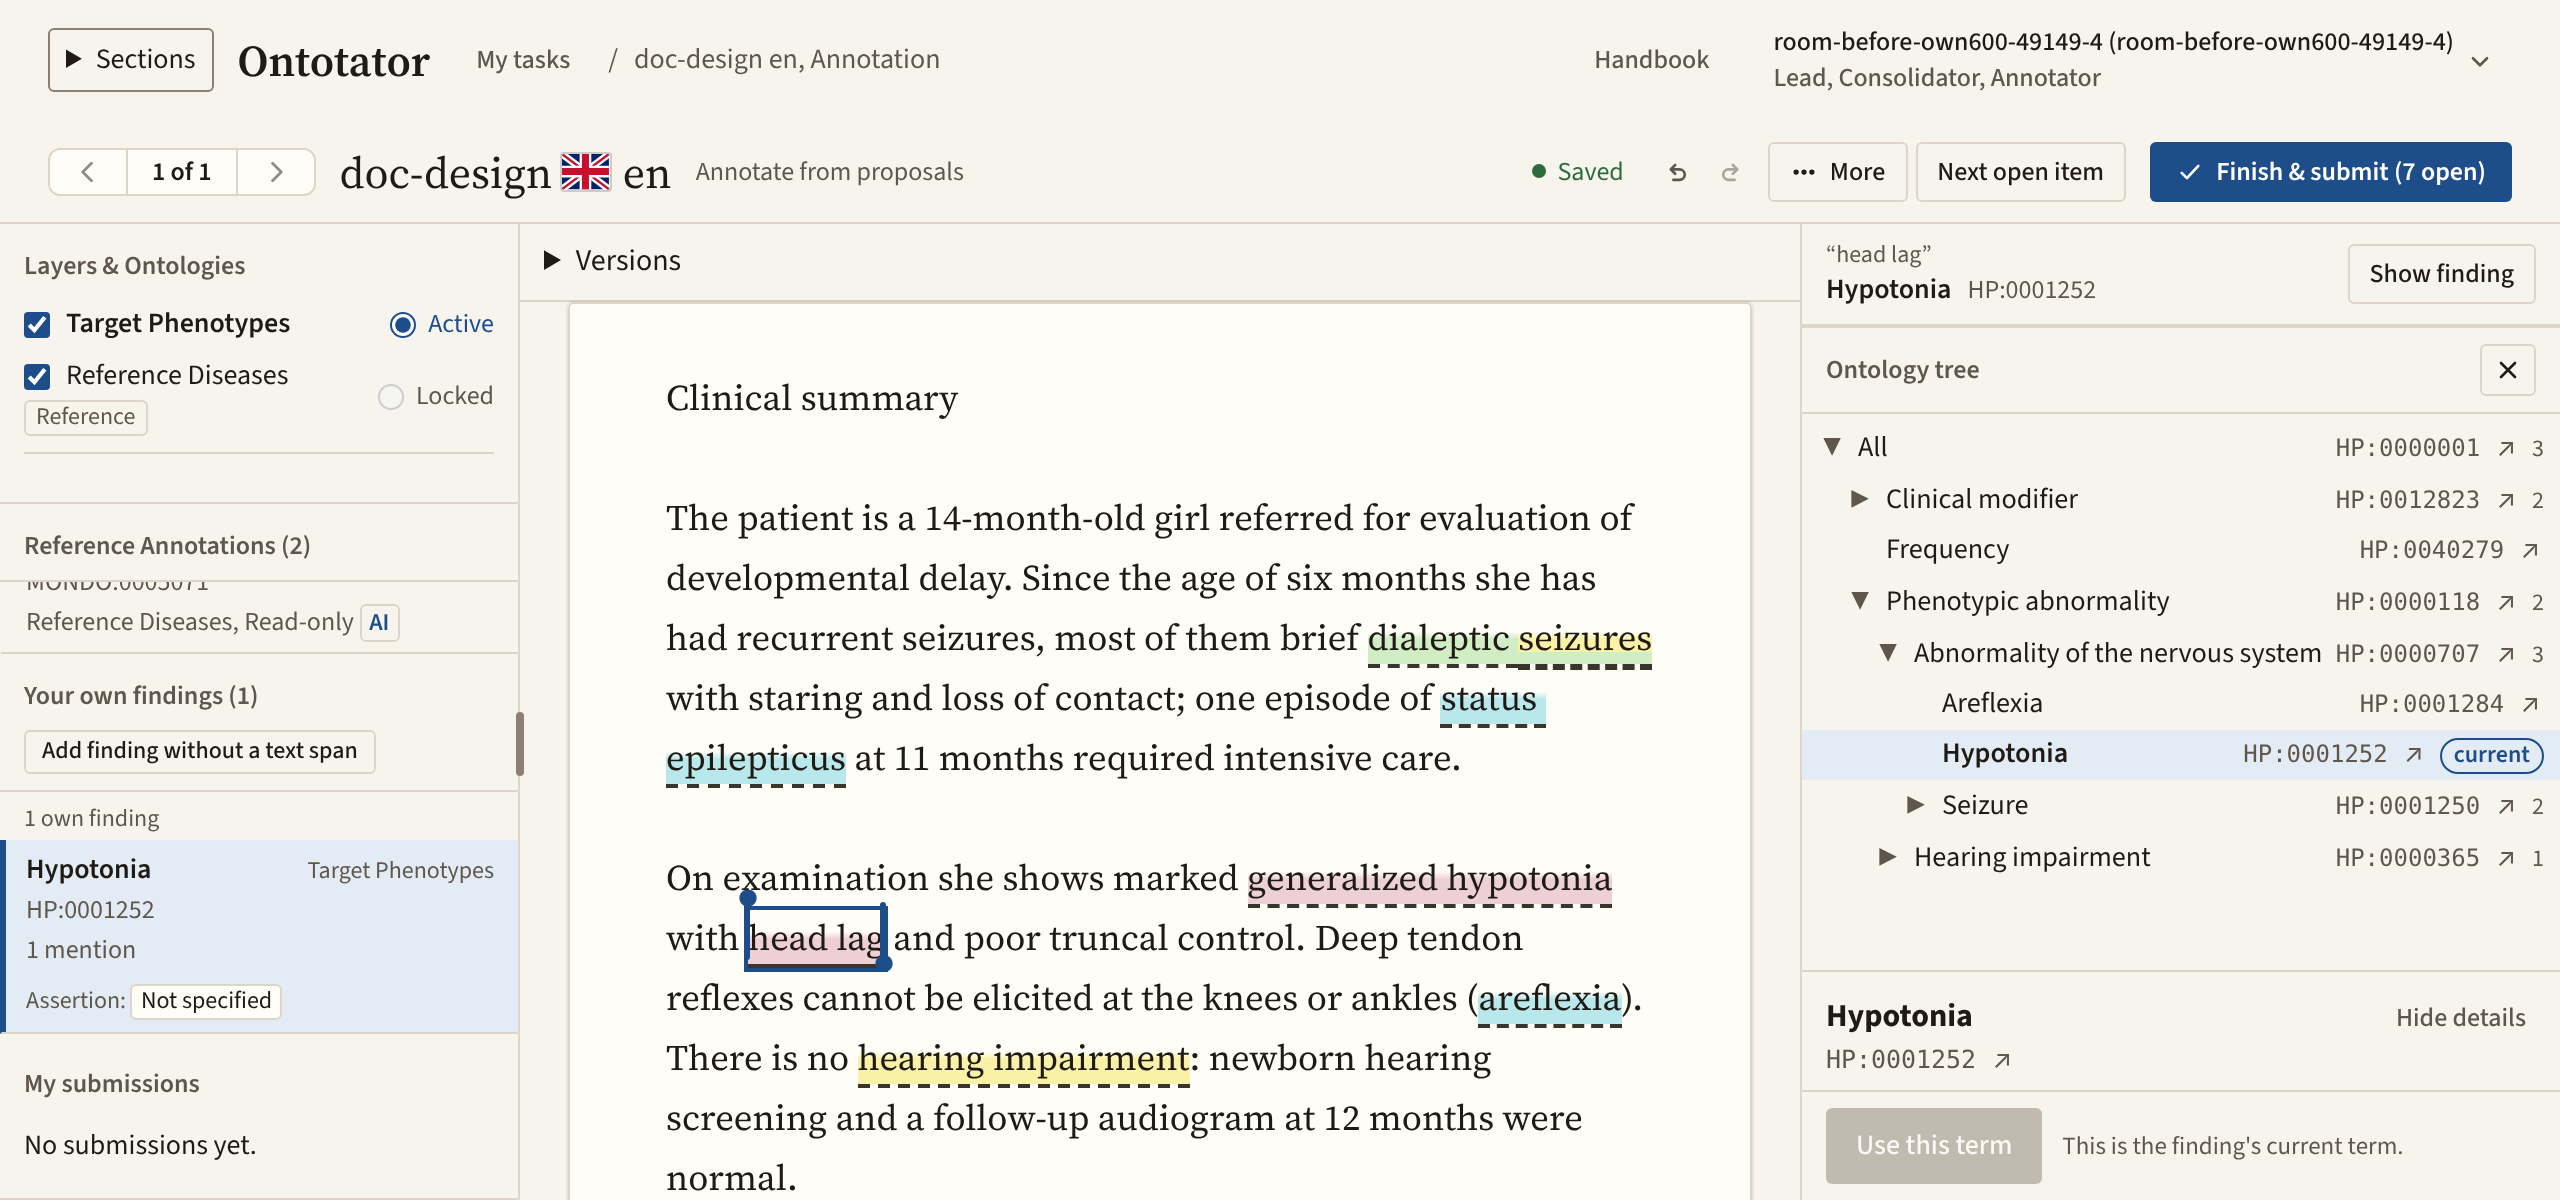 Sections
Ontotator
My tasks / doc-design en, Annotation
Handbook
room-before-own600-49149-4 (room-before-own600-49149-4)
Lead, Consolidator, Annotator
1 of 1
doc-design en
Annotate from proposals
Saved
More
Next open item
Finish & submit (7 open)
Layers & Ontologies
Target Phenotypes
Active
Reference Diseases
Reference
Locked
Reference Annotations (2)
Reference Diseases, Read-only AI
Your own findings (1)
Add finding without a text span
1 own finding
Hypotonia Target Phenotypes
HP:0001252
1 mention
Assertion: Not specified
My submissions
No submissions yet.
Versions
Clinical summary
The patient is a 14-month-old girl referred for evaluation of
developmental delay. Since the age of six months she has
had recurrent seizures, most of them brief dialeptic seizures
with staring and loss of contact; one episode of status
epilepticus at 11 months required intensive care.
On examination she shows marked generalized hypotonia
with head lag and poor truncal control. Deep tendon
reflexes cannot be elicited at the knees or ankles (areflexia).
There is no hearing impairment: newborn hearing
screening and a follow-up audiogram at 12 months were
normal.
“head lag”
Hypotonia HP:0001252
Show finding
Ontology tree
All HP:0000001 3
Clinical modifier HP:0012823 2
Frequency HP:0040279
Phenotypic abnormality HP:0000118 2
Abnormality of the nervous system HP:0000707 3
Areflexia HP:0001284
Hypotonia HP:0001252 current
Seizure HP:0001250 2
Hearing impairment HP:0000365 1
Hypotonia
Hide details
HP:0001252
Use this term
This is the finding's current term.